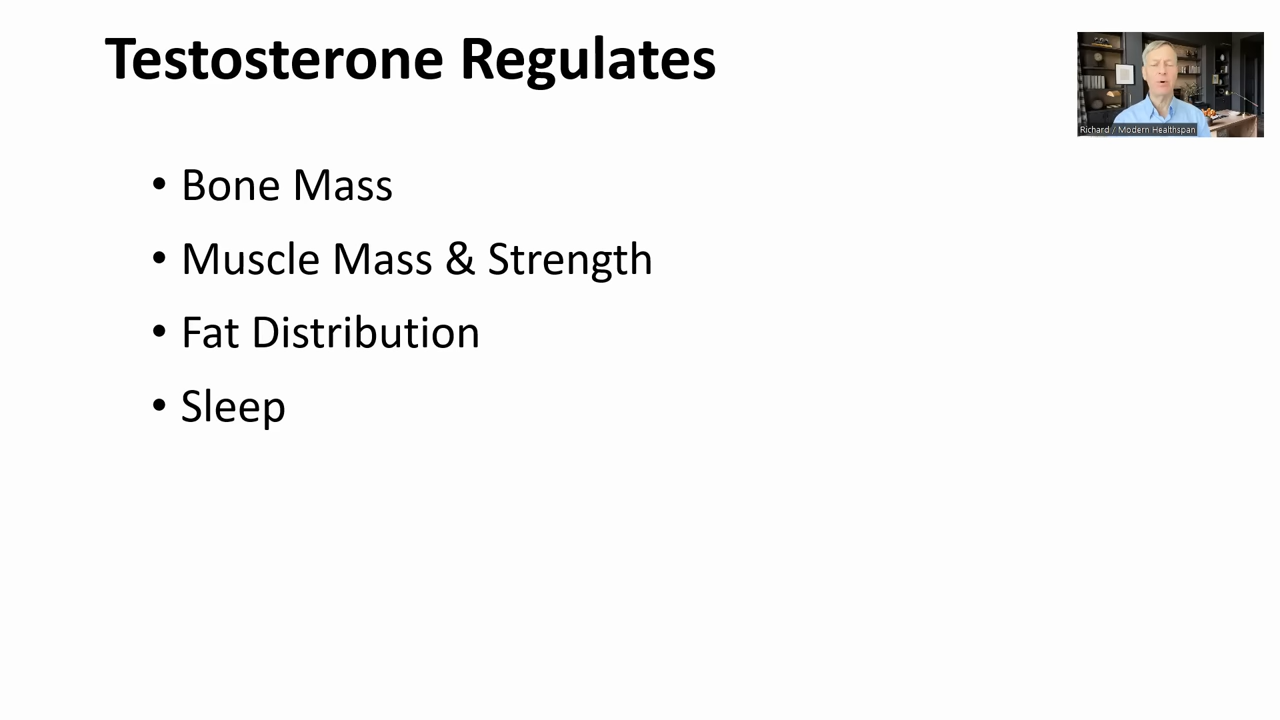 Testosterone Regulates
• Bone Mass
• Muscle Mass & Strength
• Fat Distribution
• Sleep
Richard / Modern Healthspan